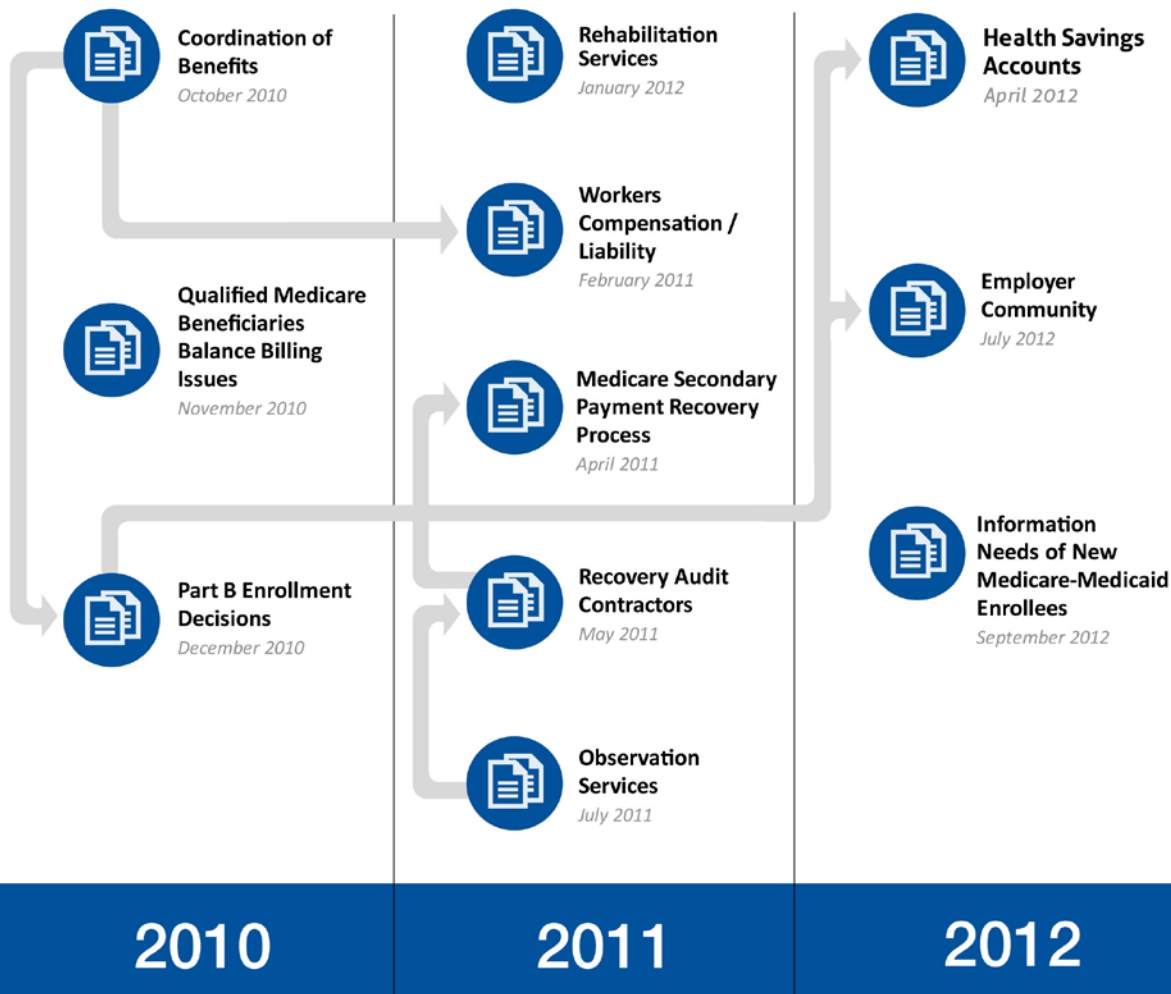 Coordination of
Benefits
October 2010
Qualified Medicare
Beneficiaries
Balance Billing
Issues
November 2010
Part B Enrollment
Decisions
December 2010
Rehabilitation
Services
January 2012
Workers
Compensation /
Liability
February 2011
Medicare Secondary
Payment Recovery
Process
April 2011
Recovery Audit
Contractors
May 2011
Observation
Services
July 2011
Health Savings
Accounts
April 2012
Employer
Community
July 2012
Information
Needs of New
Medicare-Medicaid
Enrollees
September 2012
2010
2011
2012